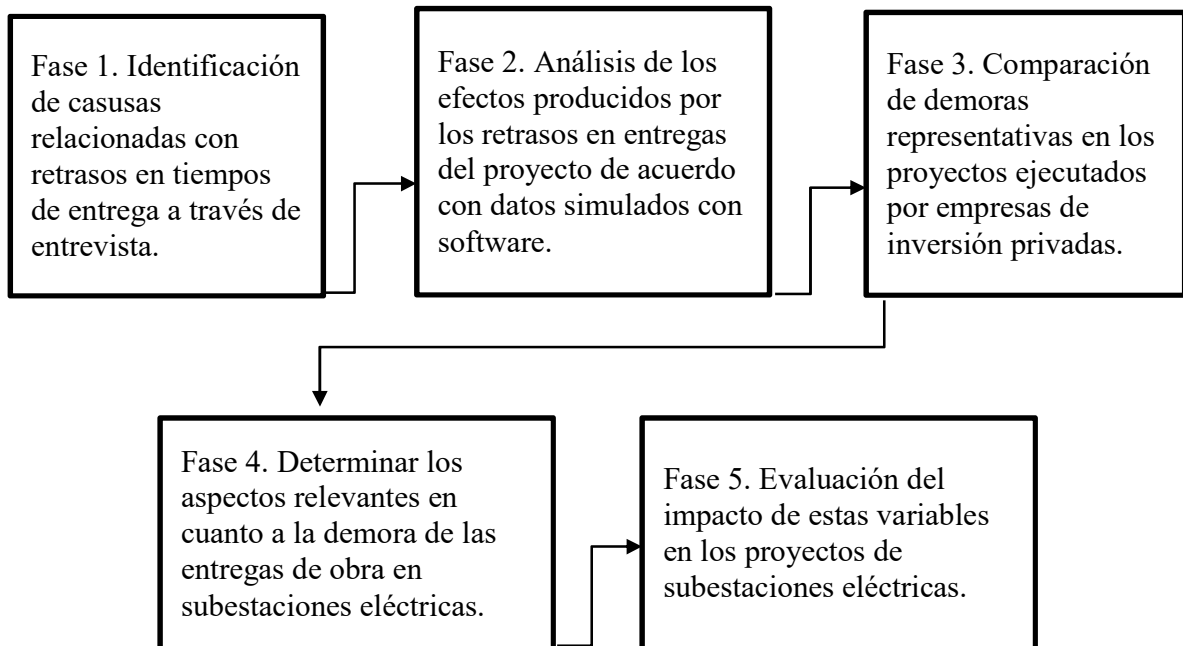 Fase 1. Identificación
de casusas
relacionadas con
retrasos en tiempos
de entrega a través de
entrevista.
Fase 2. Análisis de los
efectos producidos por
los retrasos en entregas
del proyecto de acuerdo
con datos simulados con
software.
Fase 3. Comparación
de demoras
representativas en los
proyectos ejecutados
por empresas de
inversión privadas.
Fase 4. Determinar los
aspectos relevantes en
cuanto a la demora de las
entregas de obra en
subestaciones eléctricas.
Fase 5. Evaluación del
impacto de estas variables
en los proyectos de
subestaciones eléctricas.